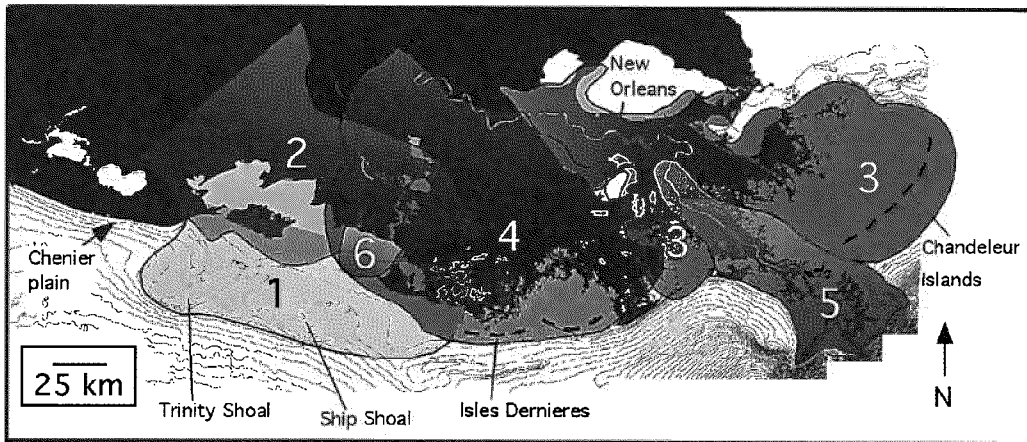 New
Orleans
2
3
Chenier
plain
6
4
3
Chandeleur
Islands
1
5
25 km
Trinity Shoal
Ship Shoal
Isles Dernieres
N